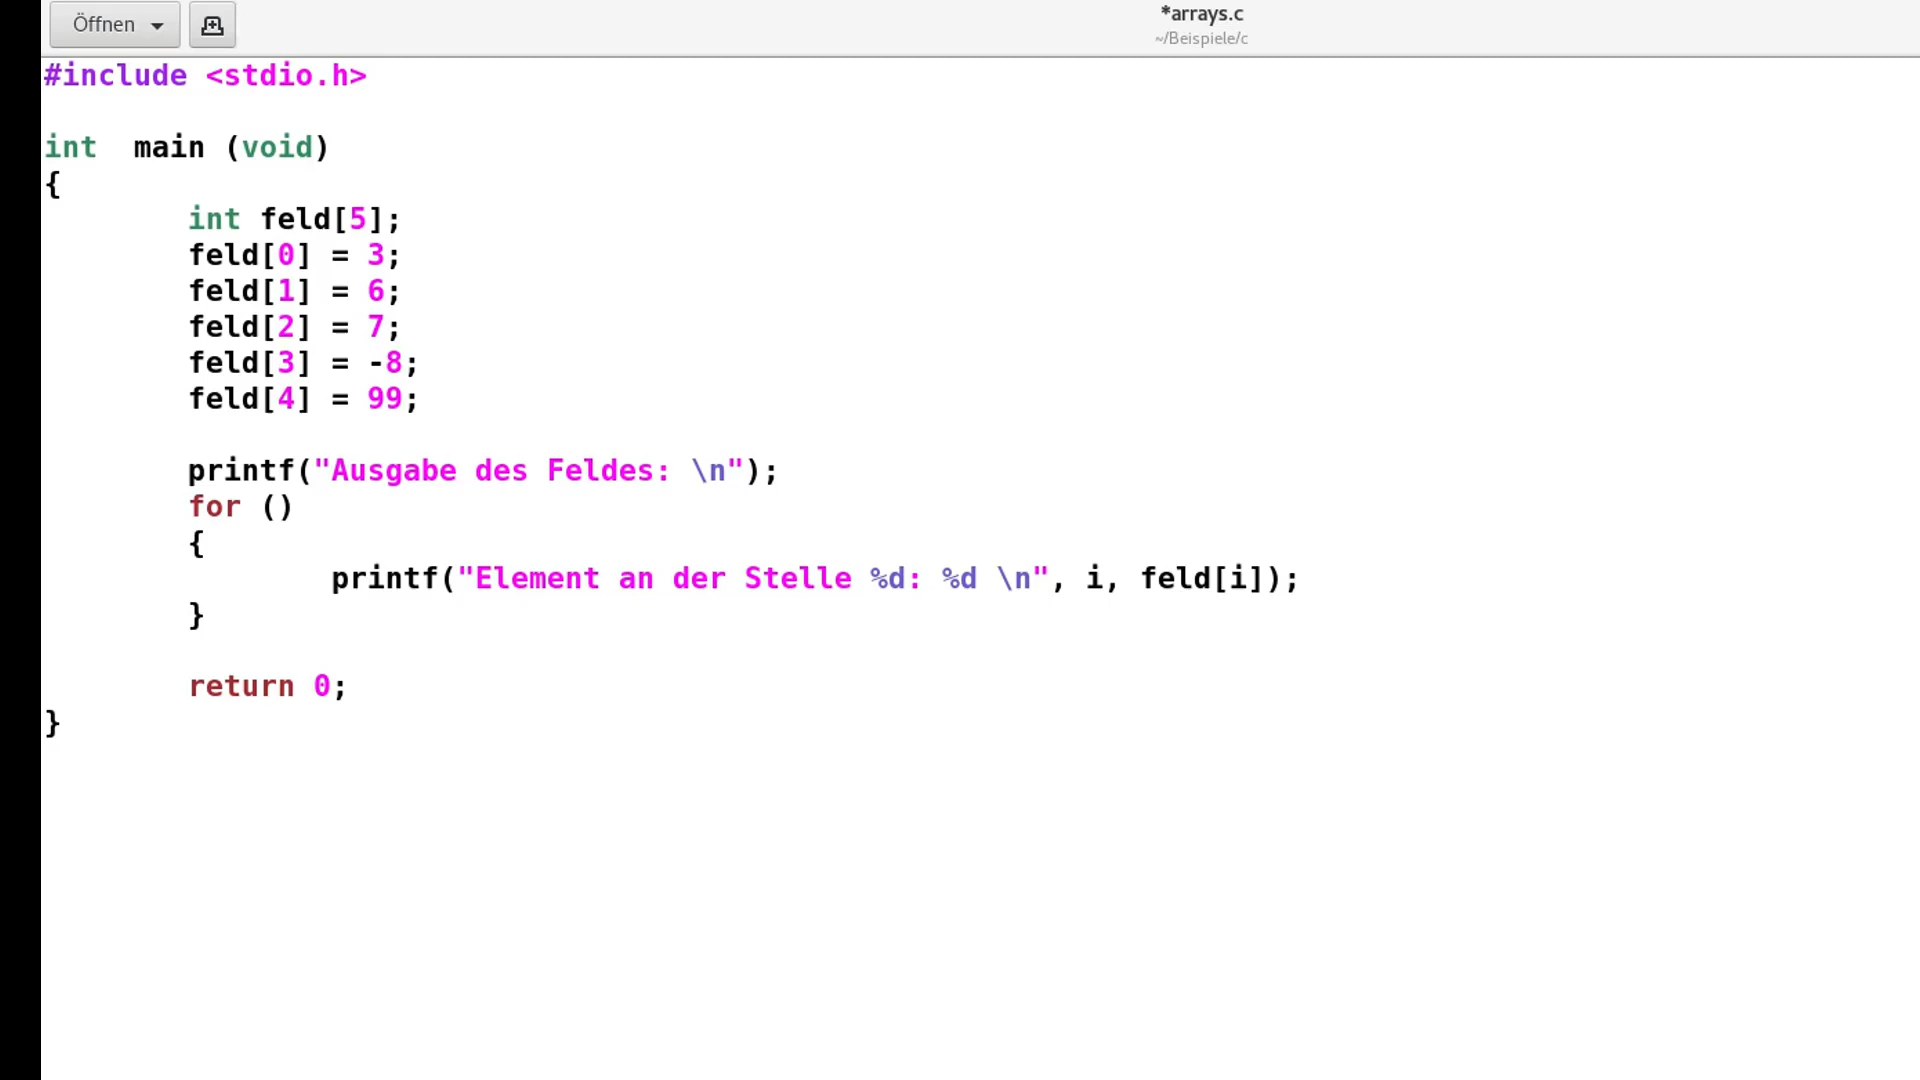 Öffnen
*arrays.c
~/Beispiele/c
#include <stdio.h>
int  main (void)
{
        int feld[5];
        feld[0] = 3;
        feld[1] = 6;
        feld[2] = 7;
        feld[3] = -8;
        feld[4] = 99;
        printf("Ausgabe des Feldes: \n");
        for ()
        {
                printf("Element an der Stelle %d: %d \n", i, feld[i]);
        }
        return 0;
}